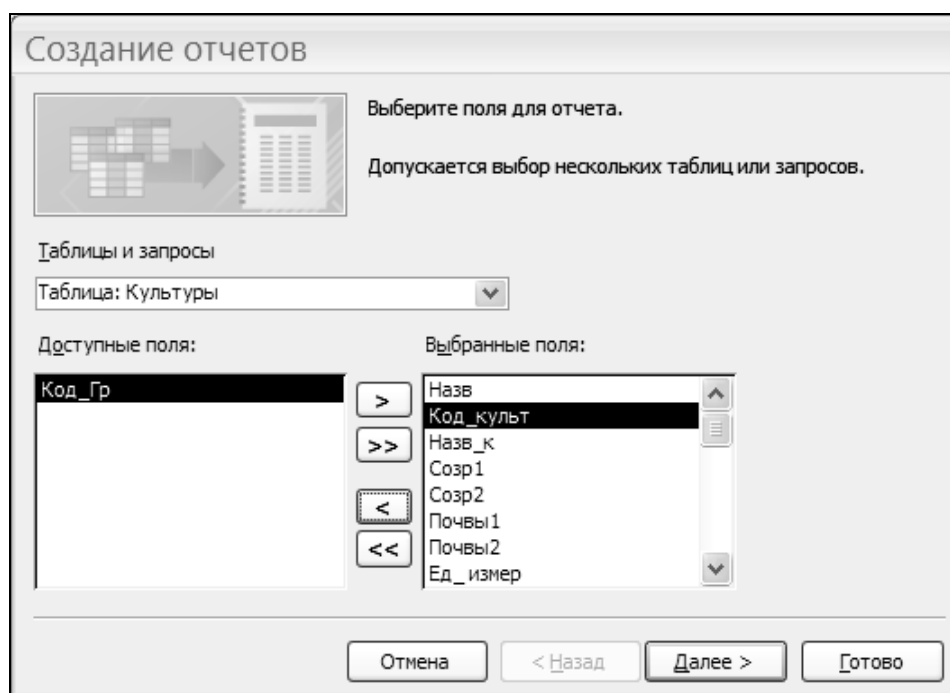 Создание отчетов
Выберите поля для отчета.
Допускается выбор нескольких таблиц или запросов.
Таблицы и запросы
Таблица: Культуры
Доступные поля:
Выбранные поля:
Код_Гр
>
>>
<
<<
Назв
Код_культ
Назв_к
Созр1
Созр2
Почвы1
Почвы2
Ед_измер
Отмена
< Назад
Далее >
Готово